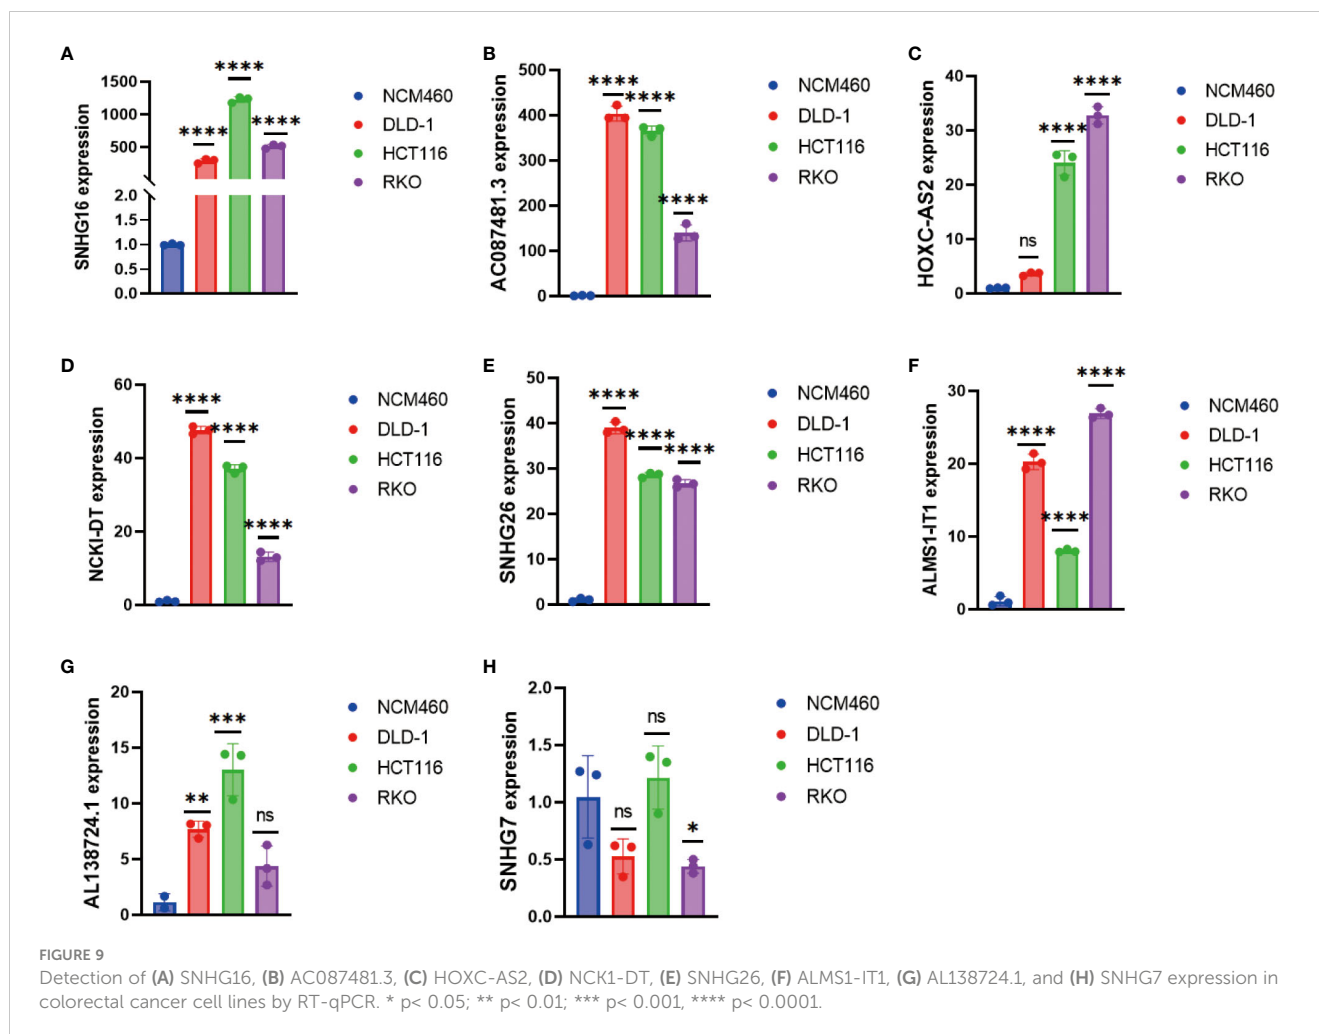 A
SNHG16 expression
1500
1000
500
2.0
1.5
1.0
0.5
0.0
****
****
****
NCM460
DLD-1
HCT116
RKO
B
AC087481.3 expression
500
400
300
200
100
0
****
****
****
NCM460
DLD-1
HCT116
RKO
C
HOXC-AS2 expression
40
30
20
10
0
ns
****
****
NCM460
DLD-1
HCT116
RKO
D
NCKI-DT expression
60
40
20
0
****
****
****
NCM460
DLD-1
HCT116
RKO
E
SNHG26 expression
50
40
30
20
10
0
****
****
****
NCM460
DLD-1
HCT116
RKO
F
ALMS1-IT1 expression
30
20
10
0
****
****
****
NCM460
DLD-1
HCT116
RKO
G
AL138724.1 expression
20
15
10
5
0
**
***
ns
NCM460
DLD-1
HCT116
RKO
H
SNHG7 expression
2.0
1.5
1.0
0.5
0.0
ns
ns
*
NCM460
DLD-1
HCT116
RKO
FIGURE 9
Detection of (A) SNHG16, (B) AC087481.3, (C) HOXC-AS2, (D) NCK1-DT, (E) SNHG26, (F) ALMS1-IT1, (G) AL138724.1, and (H) SNHG7 expression in
colorectal cancer cell lines by RT-qPCR. * p< 0.05; ** p< 0.01; *** p< 0.001, **** p< 0.0001.